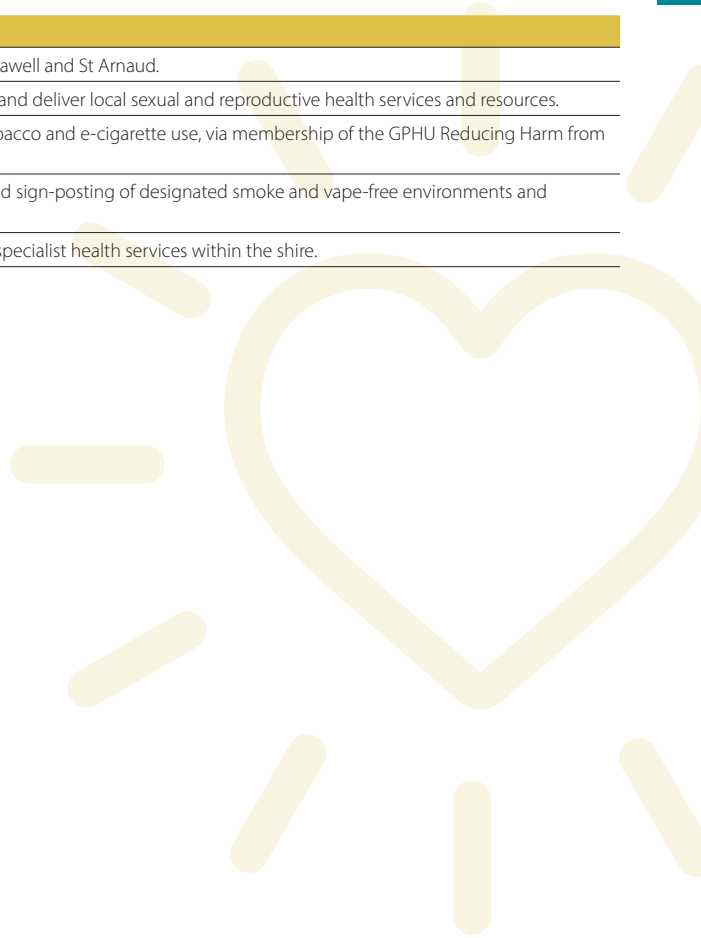 awell and St Arnaud.
and deliver local sexual and reproductive health services and resources.
bacco and e-cigarette use, via membership of the GPHU Reducing Harm from
d sign-posting of designated smoke and vape-free environments and
specialist health services within the shire.